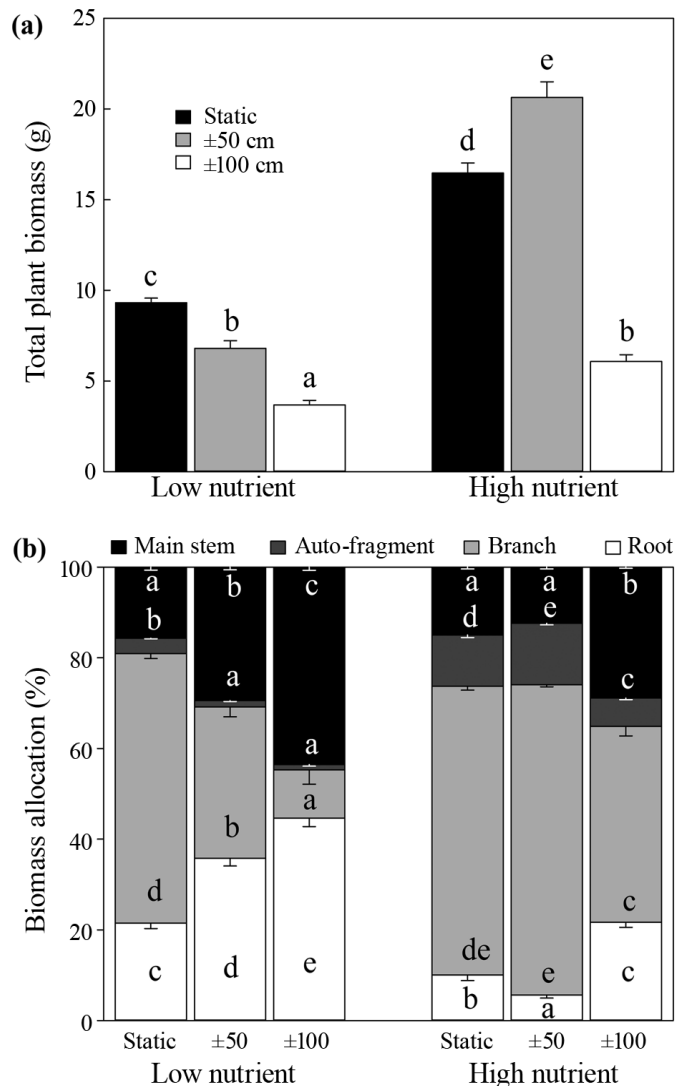 (a)
25
20
15
10
5
0
Total plant biomass (g)
Static
±50 cm
±100 cm
c
b
a
d
e
b
Low nutrient High nutrient
(b)
Main stem Auto-fragment Branch Root
100
80
60
40
20
0
Biomass allocation (%)
a b c a a b
b a a d e c
d b a de e c
c d e b a c
Static ±50 ±100 Static ±50 ±100
Low nutrient High nutrient